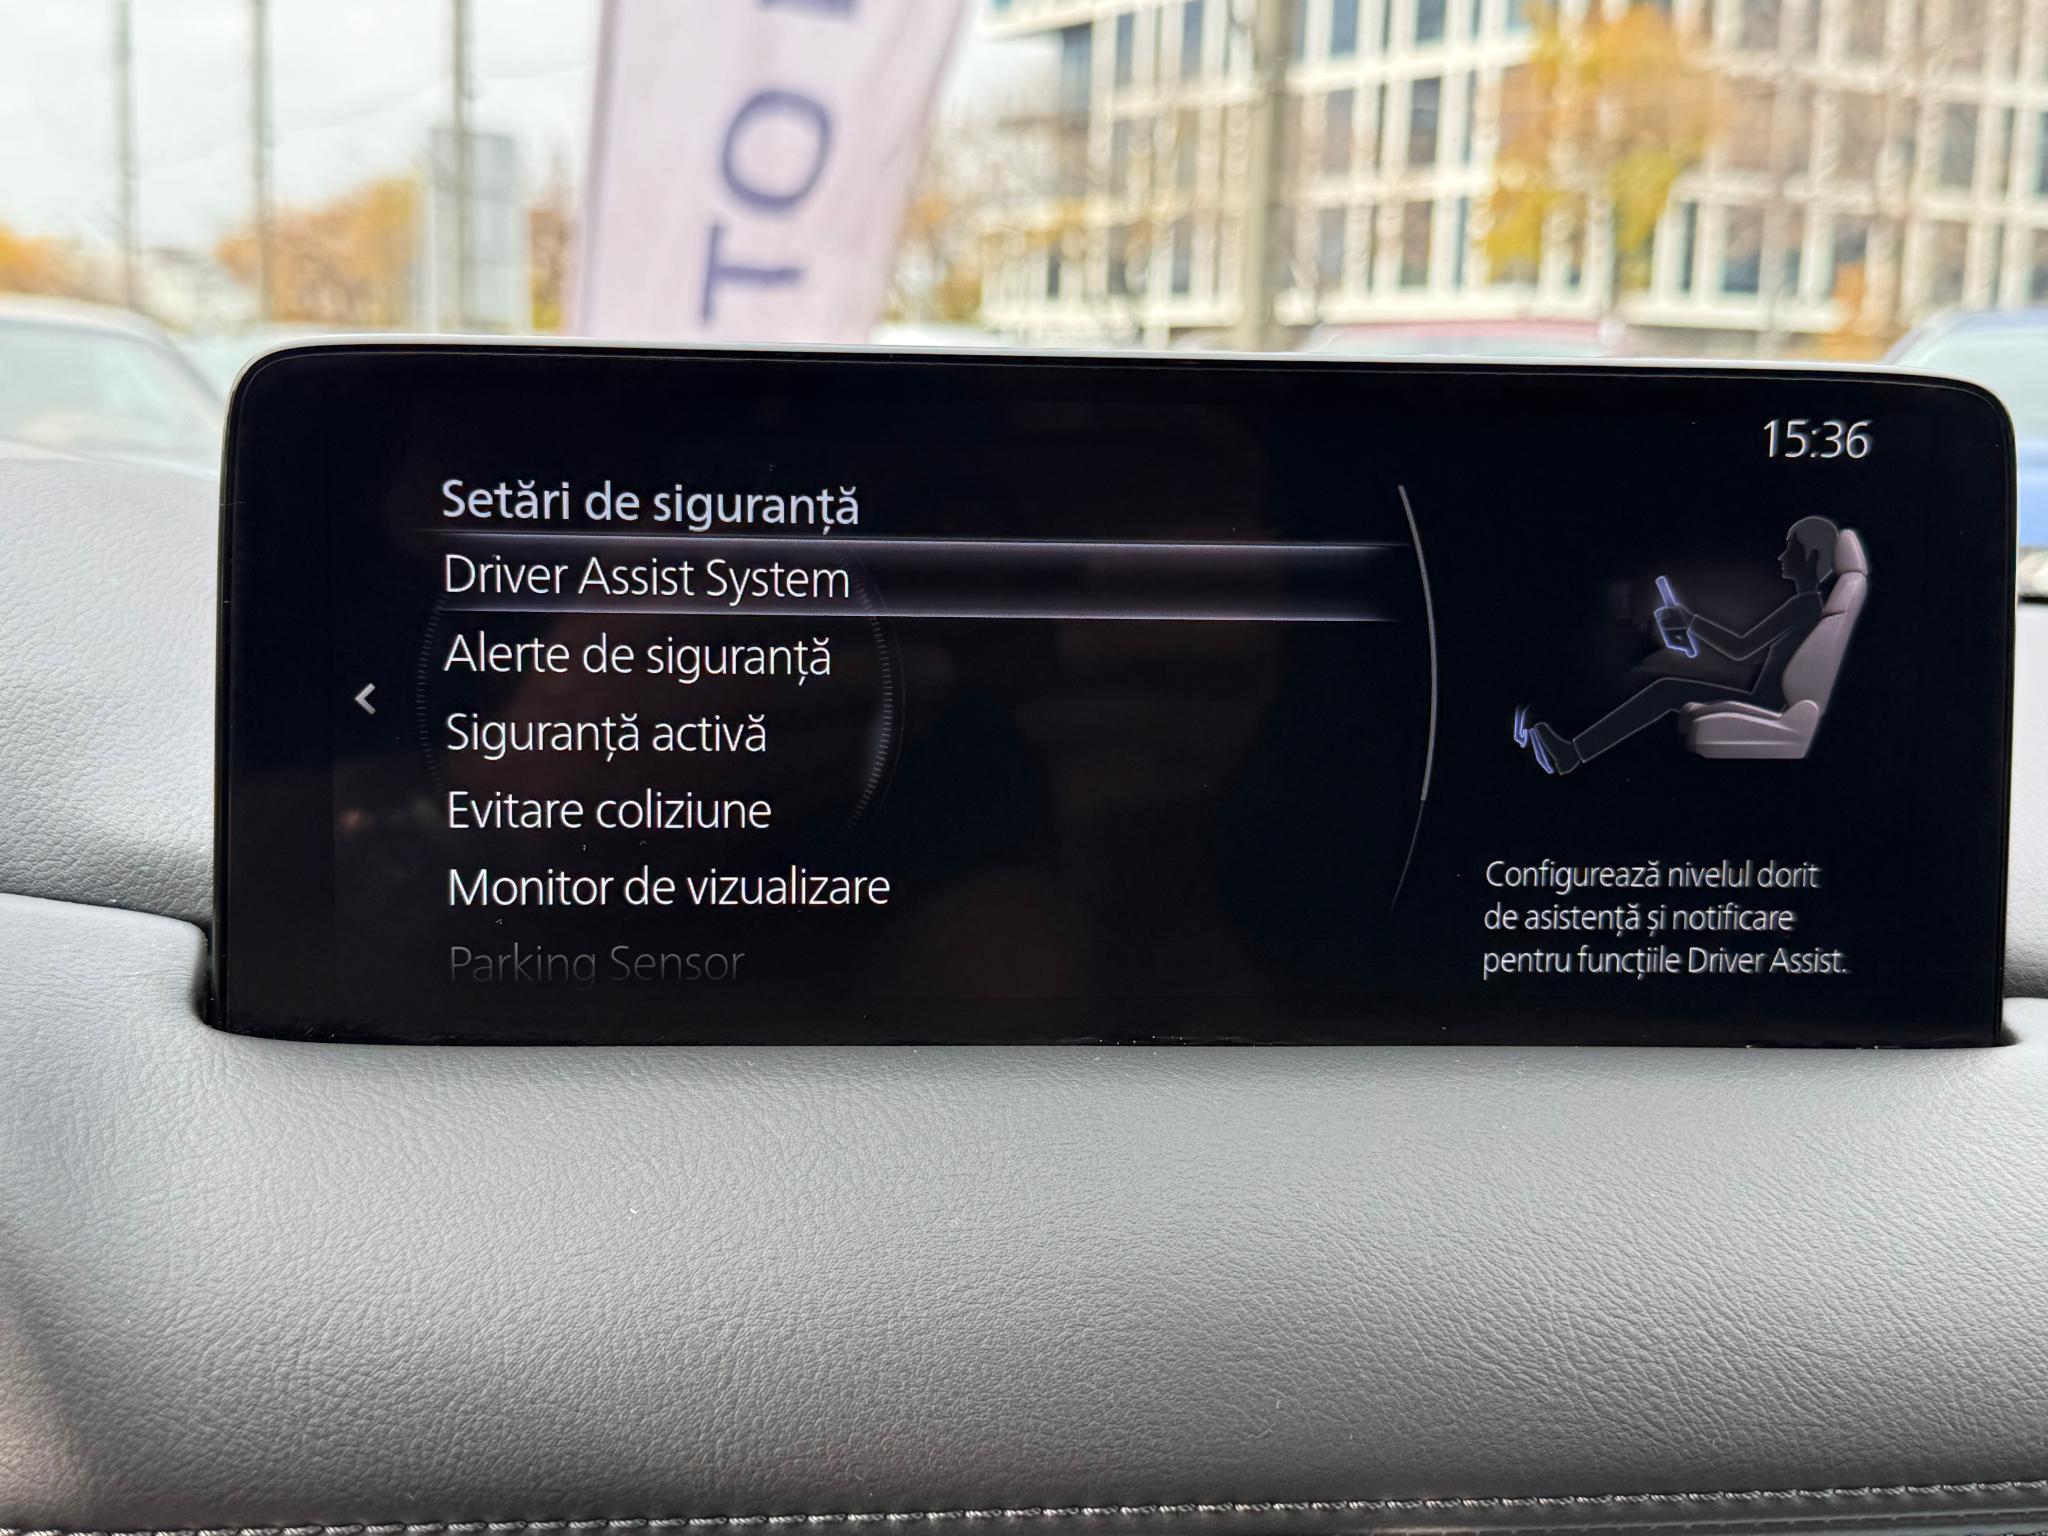 TO
15:36
Setări de siguranță
Driver Assist System
Alerte de siguranță
Siguranță activă
Evitare coliziune
Monitor de vizualizare
Parking Sensor
Configurează nivelul dorit
de asistență și notificare
pentru funcțiile Driver Assist.